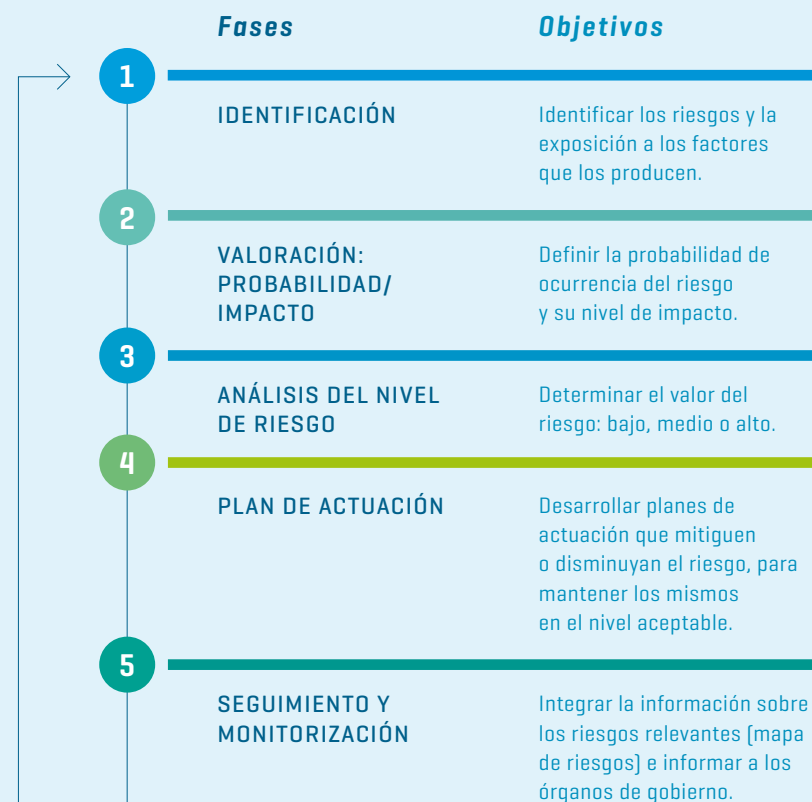 Fases
Objetivos
1
IDENTIFICACIÓN
Identificar los riesgos y la
exposición a los factores
que los producen.
2
VALORACIÓN:
PROBABILIDAD/
IMPACTO
Definir la probabilidad de
ocurrencia del riesgo
y su nivel de impacto.
3
ANÁLISIS DEL NIVEL
DE RIESGO
Determinar el valor del
riesgo: bajo, medio o alto.
4
PLAN DE ACTUACIÓN
Desarrollar planes de
actuación que mitiguen
o disminuyan el riesgo, para
mantener los mismos
en el nivel aceptable.
5
SEGUIMIENTO Y
MONITORIZACIÓN
Integrar la información sobre
los riesgos relevantes (mapa
de riesgos) e informar a los
órganos de gobierno.